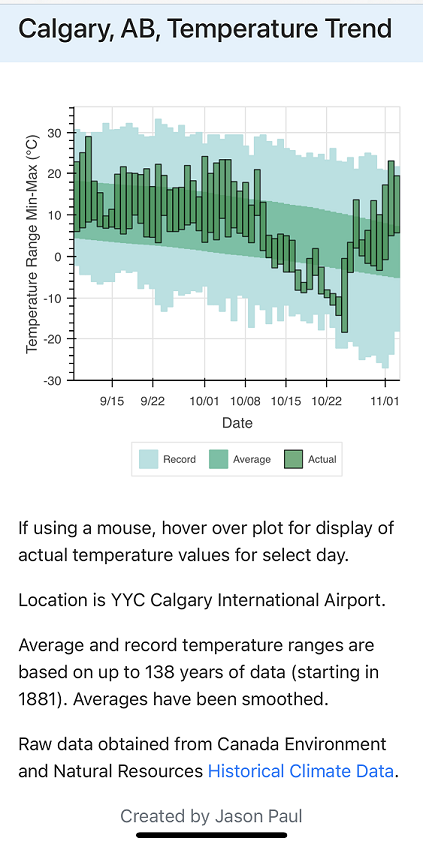 Calgary, AB, Temperature Trend
Temperature Range Min-Max (°C)
30
20
10
0
-10
-20
-30
9/15 9/22 10/01 10/08 10/15 10/22 11/01
Date
Record Average Actual
If using a mouse, hover over plot for display of
actual temperature values for select day.
Location is YYC Calgary International Airport.
Average and record temperature ranges are
based on up to 138 years of data (starting in
1881). Averages have been smoothed.
Raw data obtained from Canada Environment
and Natural Resources Historical Climate Data.
Created by Jason Paul